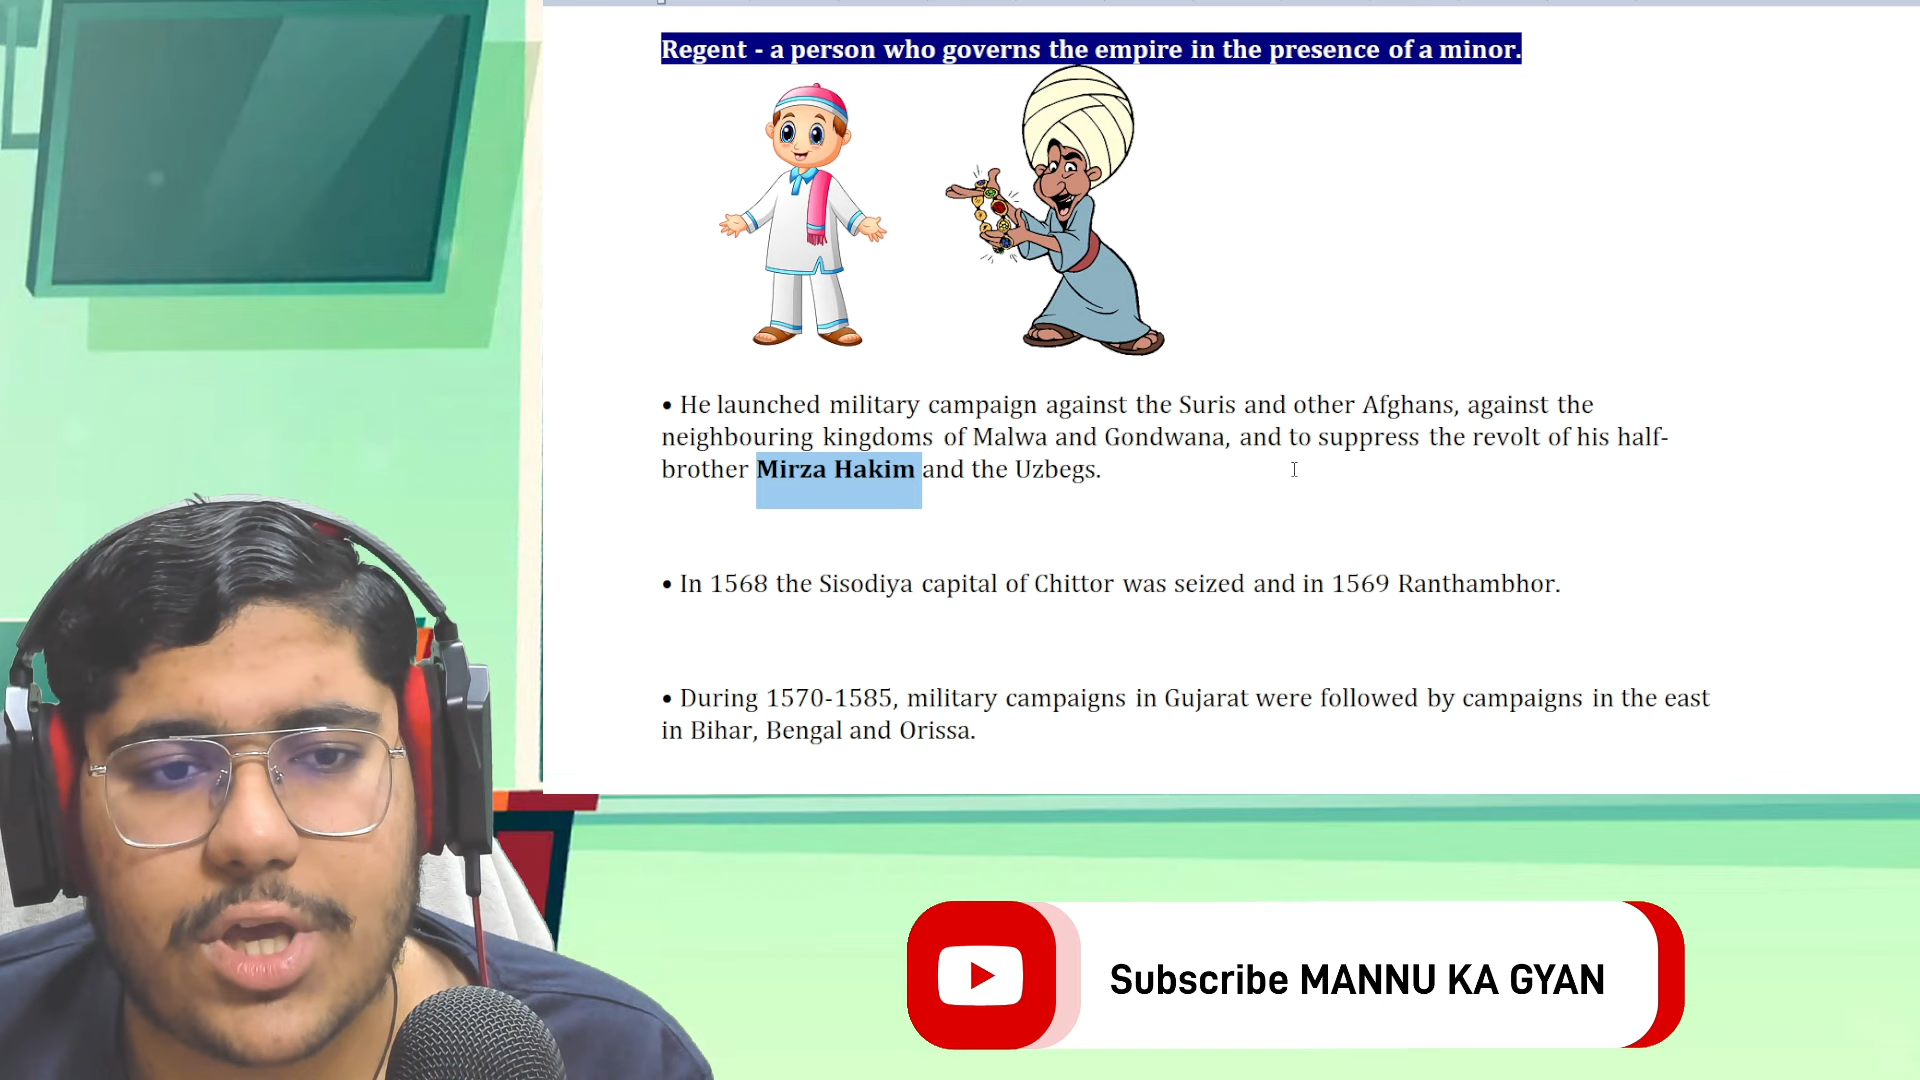 Regent - a person who governs the empire in the presence of a minor.
• He launched military campaign against the Suris and other Afghans, against the
neighbouring kingdoms of Malwa and Gondwana, and to suppress the revolt of his half-
brother Mirza Hakim and the Uzbegs.
• In 1568 the Sisodiya capital of Chittor was seized and in 1569 Ranthambhor.
• During 1570-1585, military campaigns in Gujarat were followed by campaigns in the east
in Bihar, Bengal and Orissa.
Subscribe MANNU KA GYAN